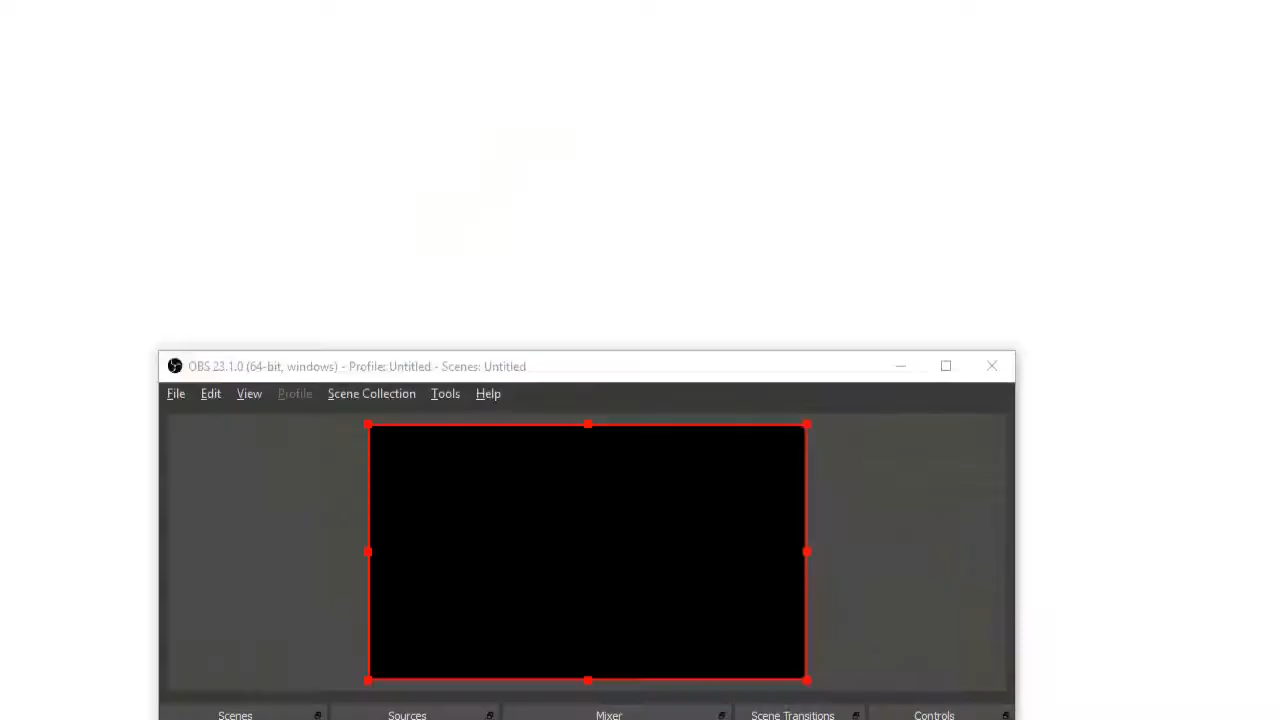 OBS 23.1.0 (64-bit, windows) - Profile: Untitled - Scenes: Untitled
File Edit View Profile Scene Collection Tools Help
Scenes Sources Mixer Scene Transitions Controls